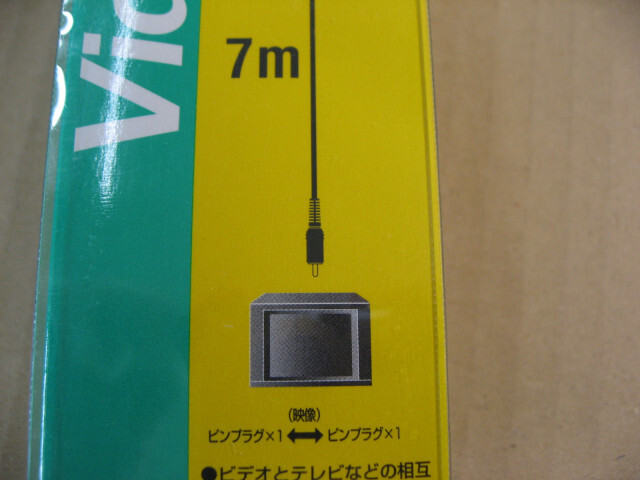 Vid
7m
(映像)
ピンプラグ×1 ↔ ピンプラグ×1
●ビデオとテレビなどの相互